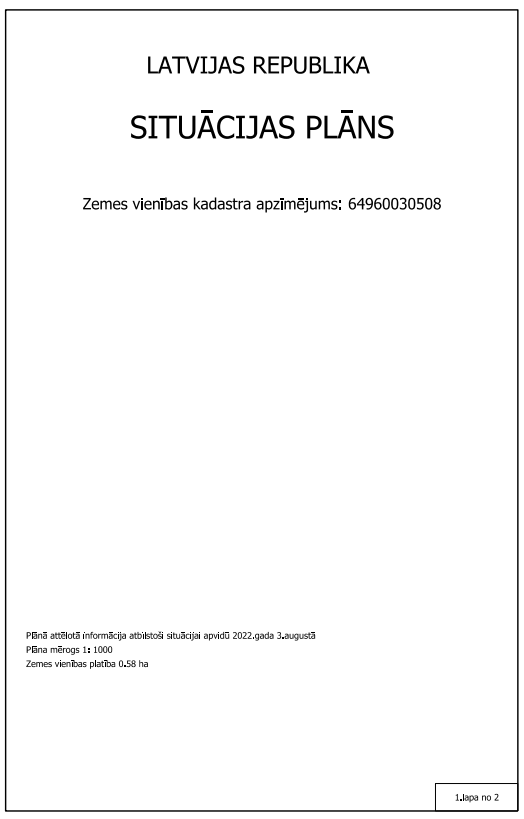 LATVIJAS REPUBLIKA
SITUĀCIJAS PLĀNS
Zemes vienības kadastra apzīmējums: 64960030508
Plānā attēlotā informācija atbilstoši situācijai apvidū 2022.gada 3.augustā
Plāna mērogs 1: 1000
Zemes vienības platība 0.58 ha
1.lapa no 2